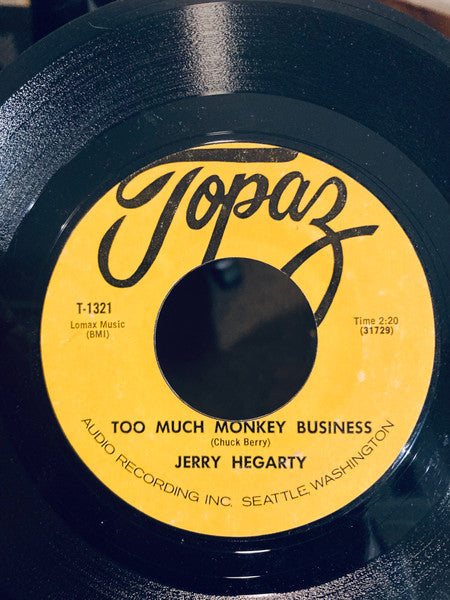 Topaz
T-1321
Lomax Music
(BMI)
Time 2:20
(31729)
TOO MUCH MONKEY BUSINESS
(Chuck Berry)
JERRY HEGARTY
AUDIO RECORDING INC. SEATTLE, WASHINGTON